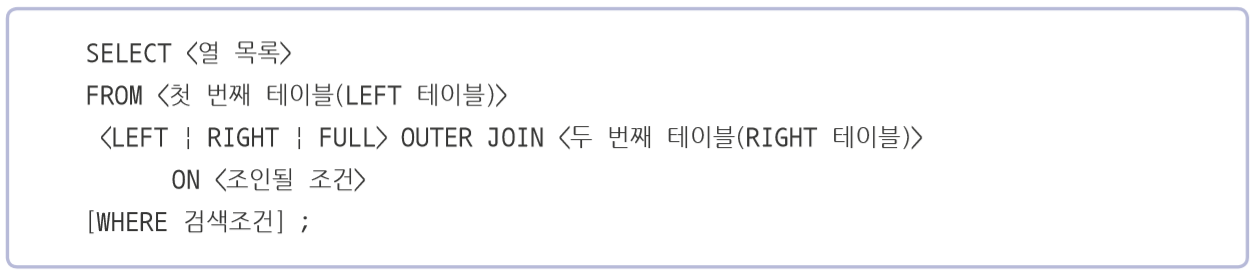 SELECT <열 목록>
FROM <첫 번째 테이블(LEFT 테이블)>
<LEFT | RIGHT | FULL> OUTER JOIN <두 번째 테이블(RIGHT 테이블)>
ON <조인될 조건>
[WHERE 검색조건] ;